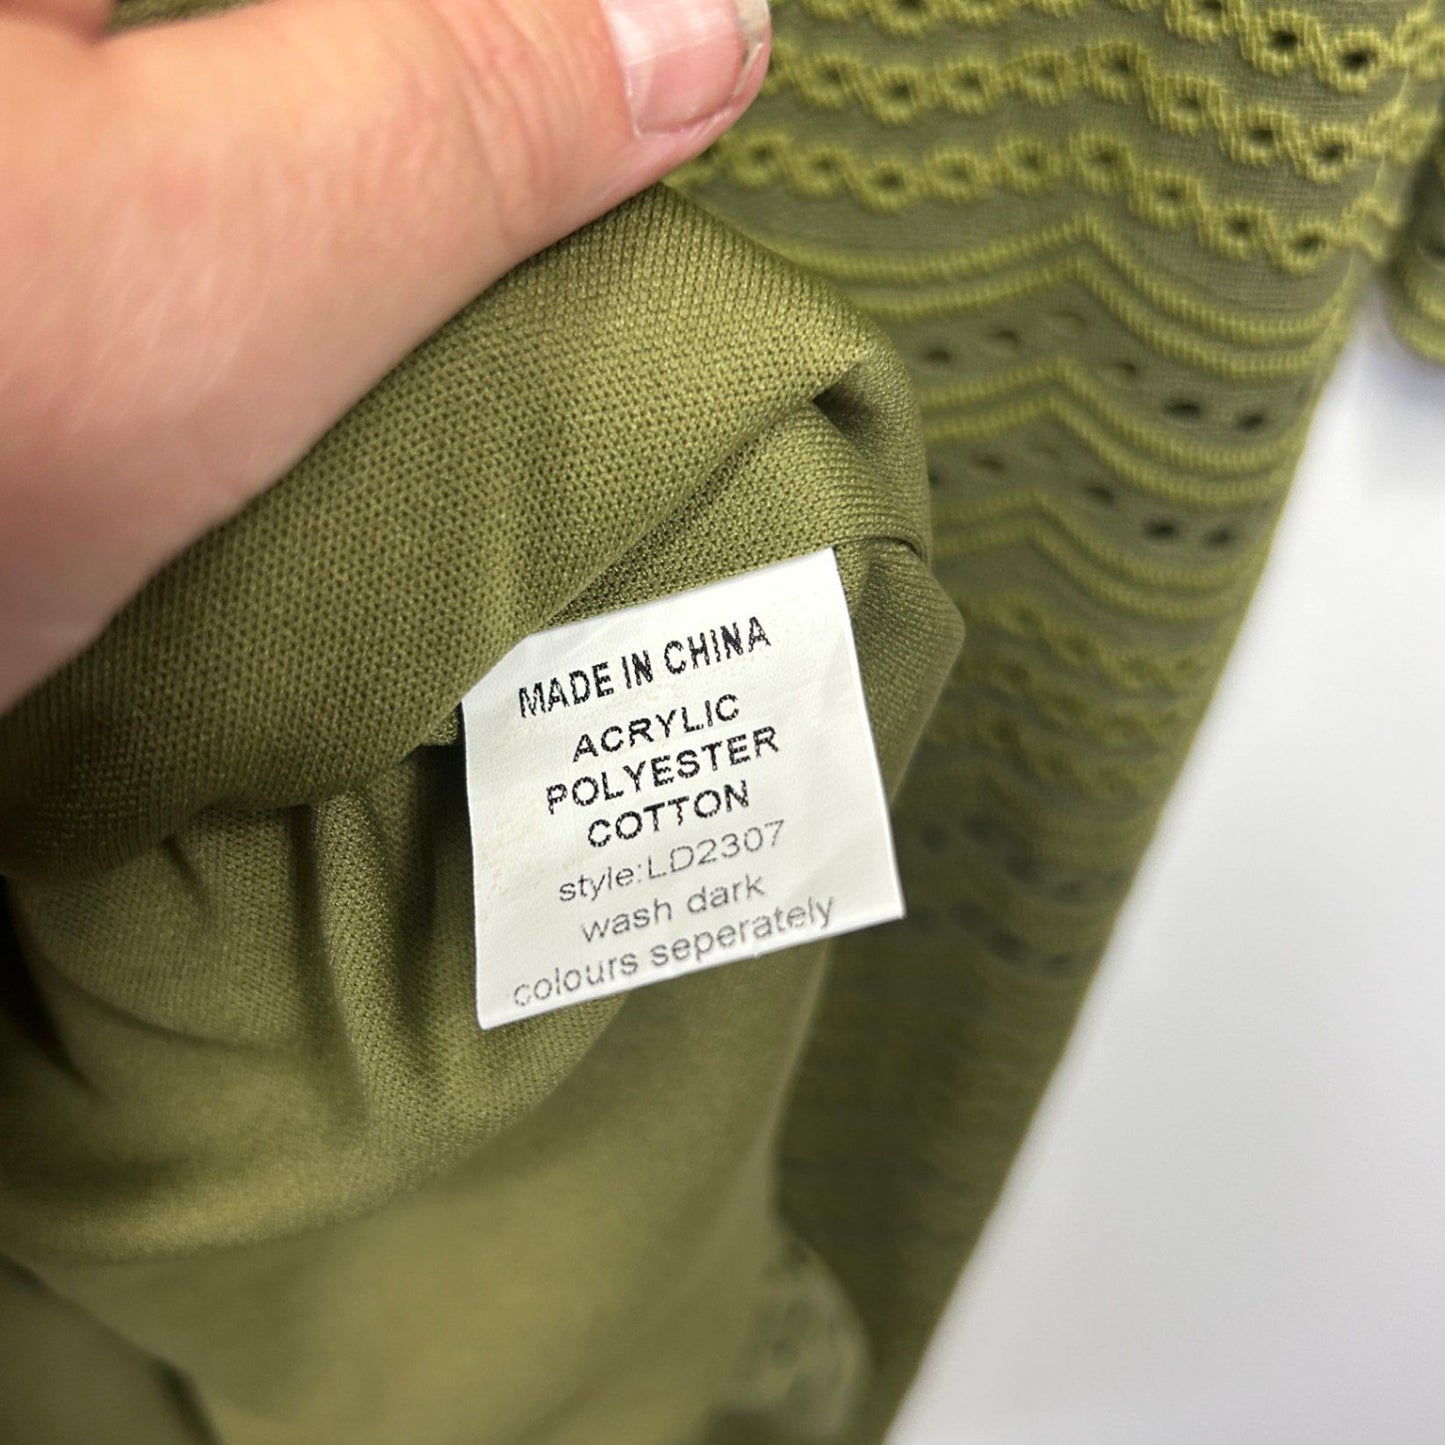 MADE IN CHINA
ACRYLIC
POLYESTER
COTTON
style:LD2307
wash dark
colours seperately